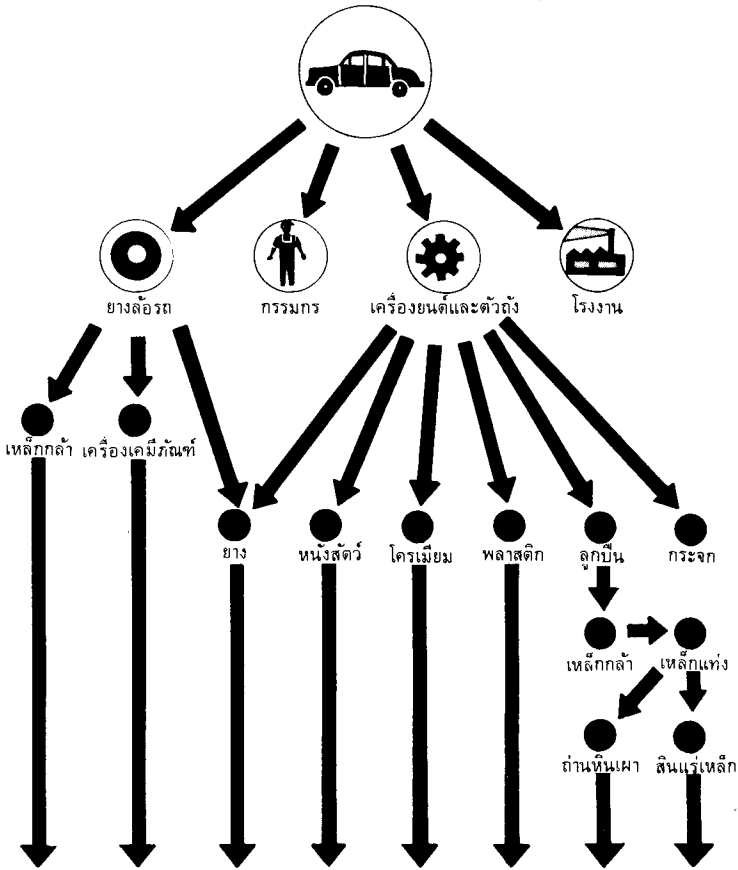 ยางล้อรถ
กรรมกร
เครื่องยนต์และตัวถัง
โรงงาน
เหล็กกล้า
เครื่องเคมีภัณฑ์
ยาง
หนังสัตว์
โครเมียม
พลาสติก
ลูกปืน
กระจก
เหล็กกล้า
เหล็กแท่ง
ถ่านหินเผา
สินแร่เหล็ก